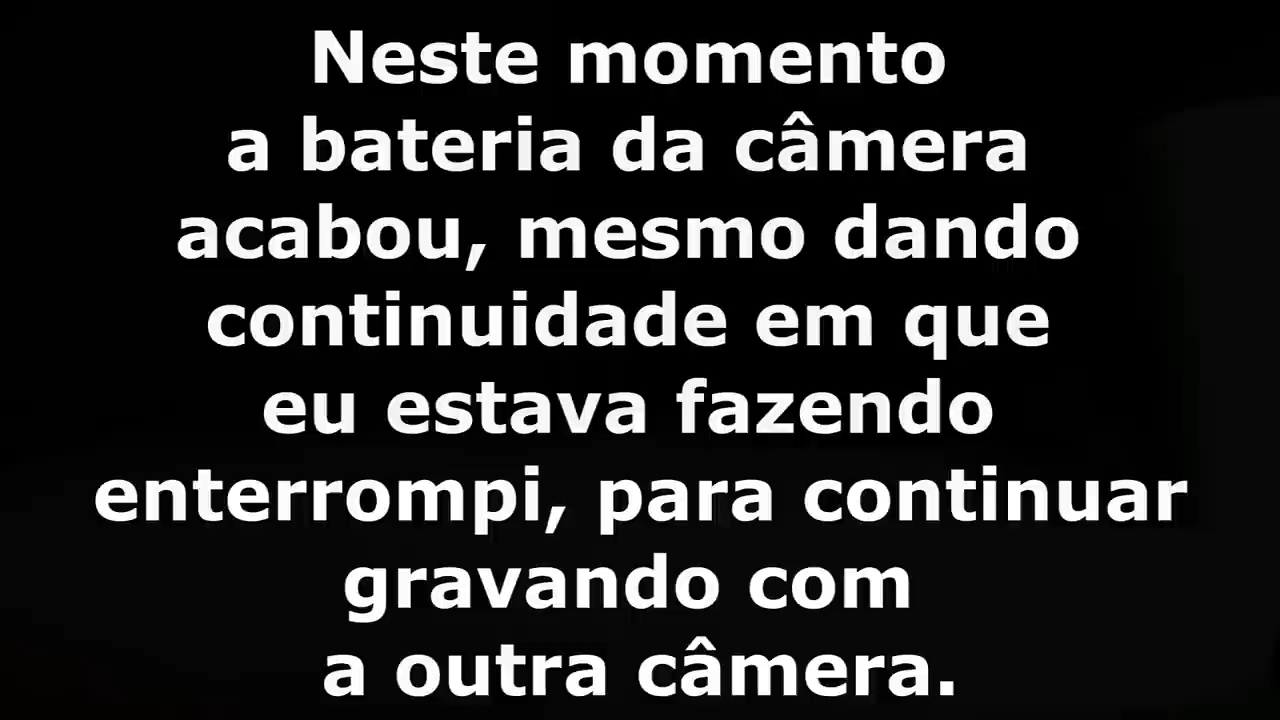 Neste momento
a bateria da câmera
acabou, mesmo dando
continuidade em que
eu estava fazendo
enterrompi, para continuar
gravando com
a outra câmera.